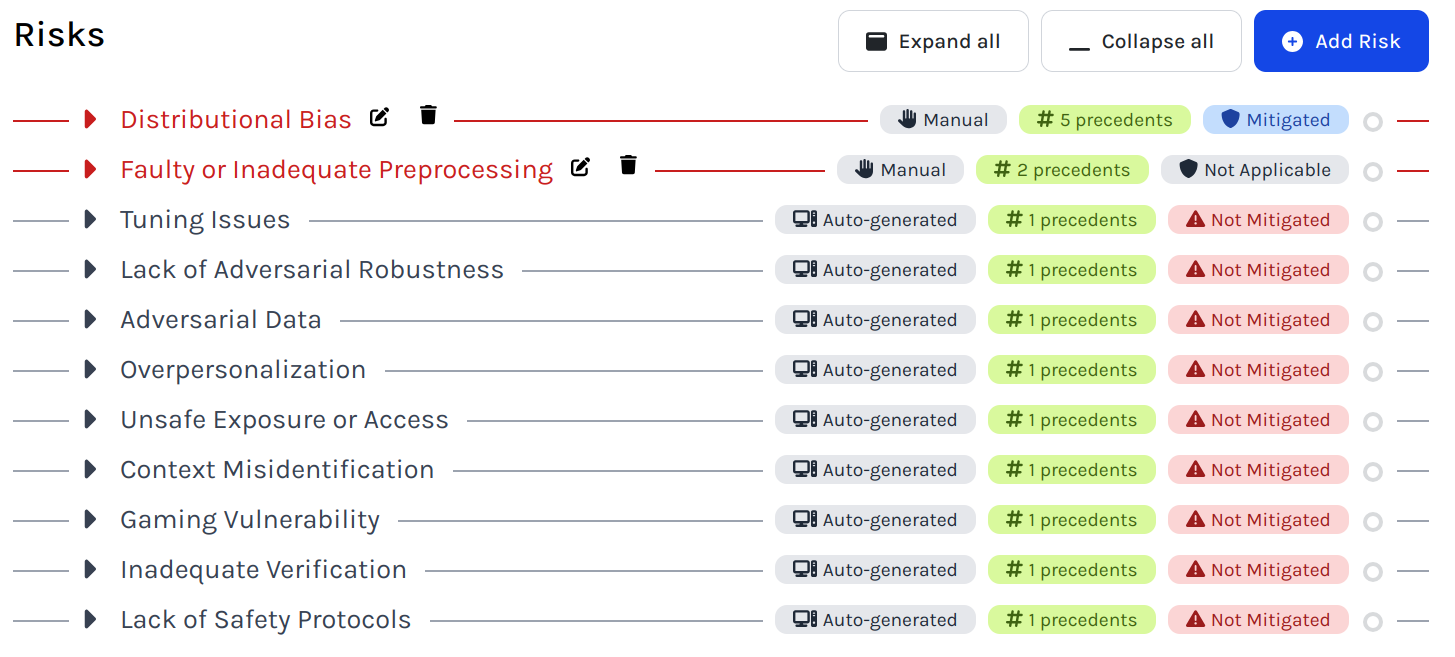 Risks
Expand all
Collapse all
Add Risk
Distributional Bias Manual # 5 precedents Mitigated
Faulty or Inadequate Preprocessing Manual # 2 precedents Not Applicable
Tuning Issues Auto-generated # 1 precedents Not Mitigated
Lack of Adversarial Robustness Auto-generated # 1 precedents Not Mitigated
Adversarial Data Auto-generated # 1 precedents Not Mitigated
Overpersonalization Auto-generated # 1 precedents Not Mitigated
Unsafe Exposure or Access Auto-generated # 1 precedents Not Mitigated
Context Misidentification Auto-generated # 1 precedents Not Mitigated
Gaming Vulnerability Auto-generated # 1 precedents Not Mitigated
Inadequate Verification Auto-generated # 1 precedents Not Mitigated
Lack of Safety Protocols Auto-generated # 1 precedents Not Mitigated